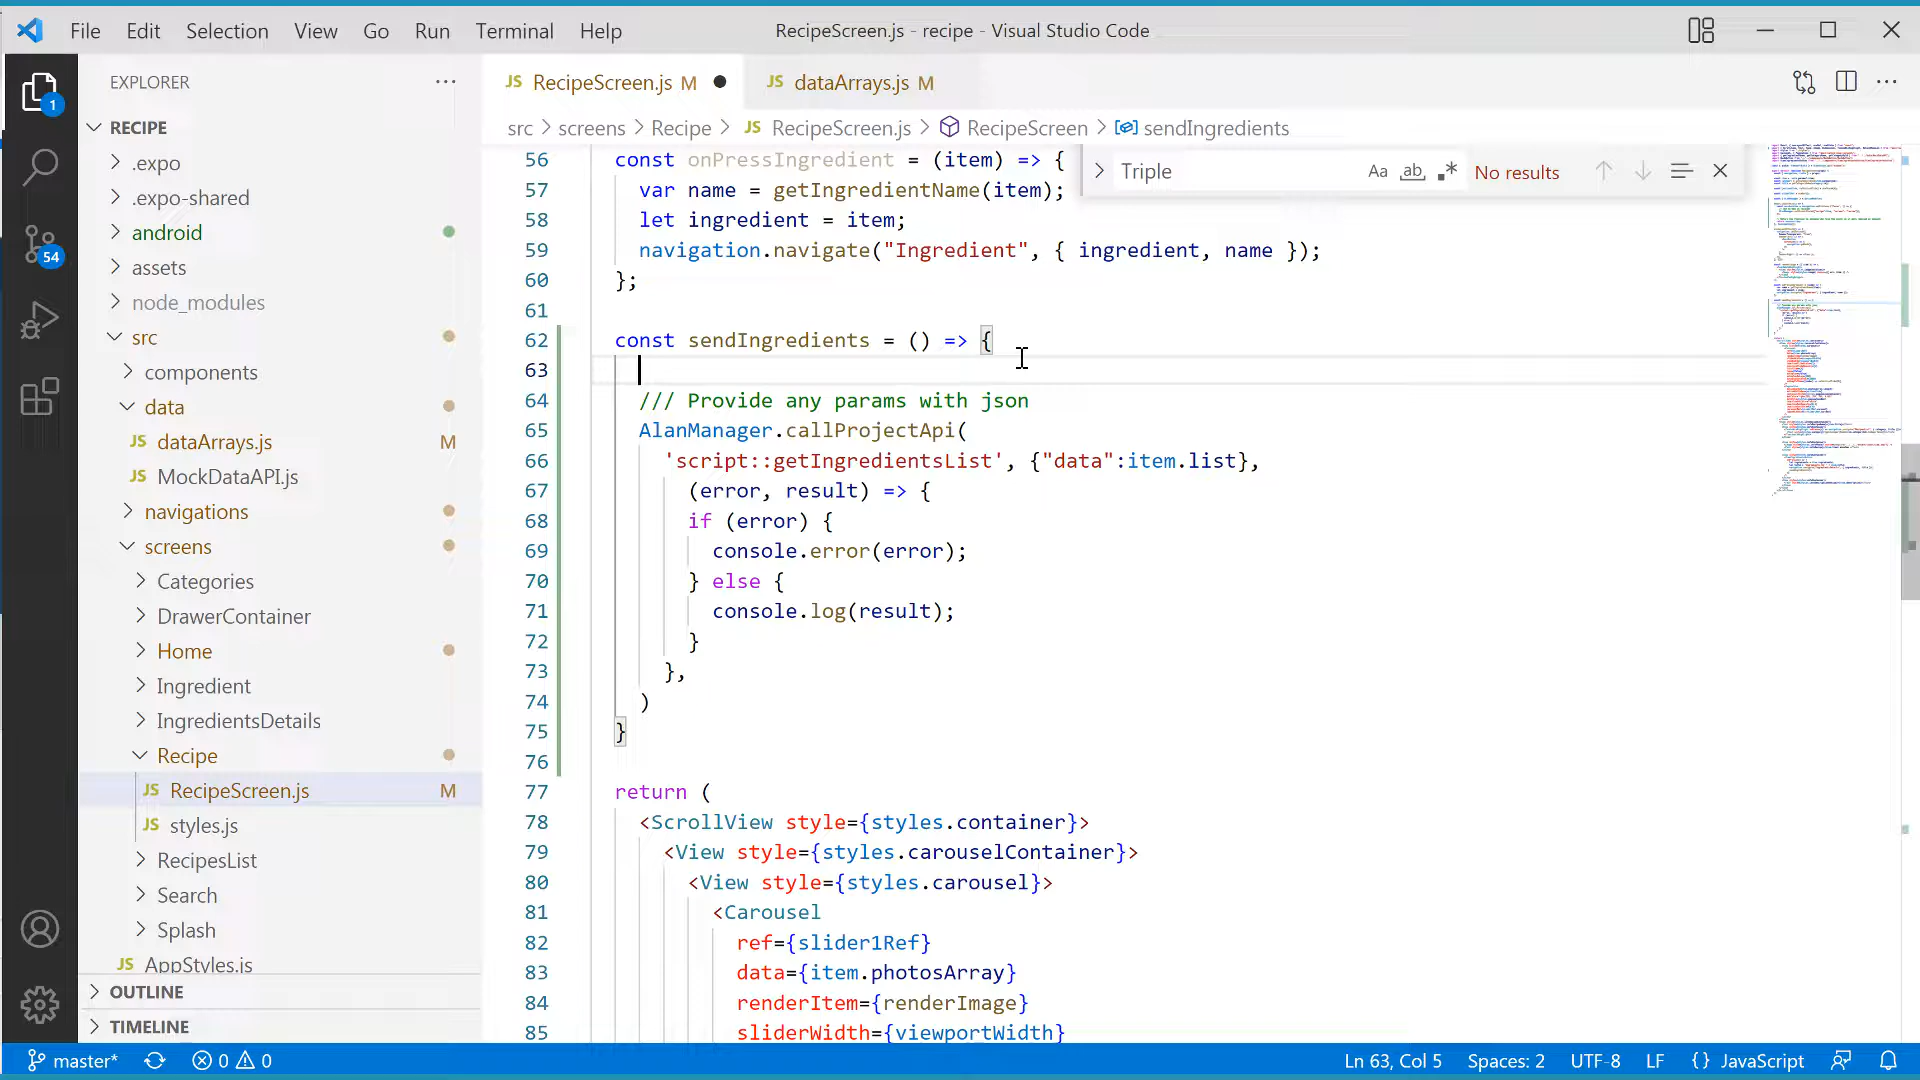 File Edit Selection View Go Run Terminal Help
RecipeScreen.js - recipe - Visual Studio Code
EXPLORER
RECIPE
.expo
.expo-shared
android
assets
node_modules
src
components
data
JS dataArrays.js M
JS MockDataAPI.js
navigations
screens
Categories
DrawerContainer
Home
Ingredient
IngredientsDetails
Recipe
JS RecipeScreen.js M
JS styles.js
RecipesList
Search
Splash
JS AppStyles.js
OUTLINE
TIMELINE
1
54
JS RecipeScreen.js M
JS dataArrays.js M
src > screens > Recipe > JS RecipeScreen.js > RecipeScreen > sendIngredients
Triple Aa ab .* No results
56 const onPressIngredient = (item) => {
57 var name = getIngredientName(item);
58 let ingredient = item;
59 navigation.navigate("Ingredient", { ingredient, name });
60 };
61
62 const sendIngredients = () => {
63
64 /// Provide any params with json
65 AlanManager.callProjectApi(
66 'script::getIngredientsList', {"data":item.list},
67 (error, result) => {
68 if (error) {
69 console.error(error);
70 } else {
71 console.log(result);
72 }
73 },
74 )
75 }
76
77 return (
78 <ScrollView style={styles.container}>
79 <View style={styles.carouselContainer}>
80 <View style={styles.carousel}>
81 <Carousel
82 ref={slider1Ref}
83 data={item.photosArray}
84 renderItem={renderImage}
85 sliderWidth={viewportWidth}
master* 0 0
Ln 63, Col 5 Spaces: 2 UTF-8 LF {} JavaScript